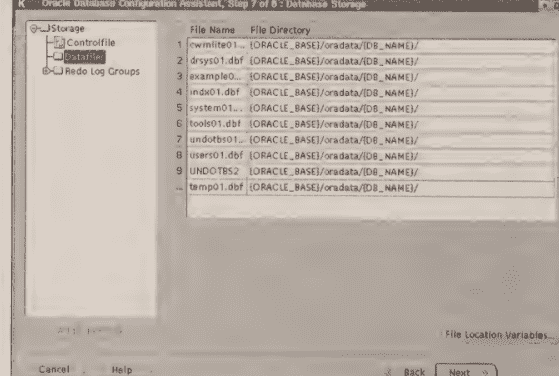 Oracle Database Configuration Assistant, Step 7 of 8 : Database Storage
Storage
Controlfile
Datafiles
Redo Log Groups
File Name File Directory
1 cwmlite01... {ORACLE_BASE}/oradata/{DB_NAME}/
2 drsys01.dbf {ORACLE_BASE}/oradata/{DB_NAME}/
3 example0... {ORACLE_BASE}/oradata/{DB_NAME}/
4 indx01.dbf {ORACLE_BASE}/oradata/{DB_NAME}/
5 system01... {ORACLE_BASE}/oradata/{DB_NAME}/
6 tools01.dbf {ORACLE_BASE}/oradata/{DB_NAME}/
7 undotbs01... {ORACLE_BASE}/oradata/{DB_NAME}/
8 users01.dbf {ORACLE_BASE}/oradata/{DB_NAME}/
9 UNDOTBS2 {ORACLE_BASE}/oradata/{DB_NAME}/
... temp01.dbf {ORACLE_BASE}/oradata/{DB_NAME}/
File Location Variables...
Cancel Help Back Next